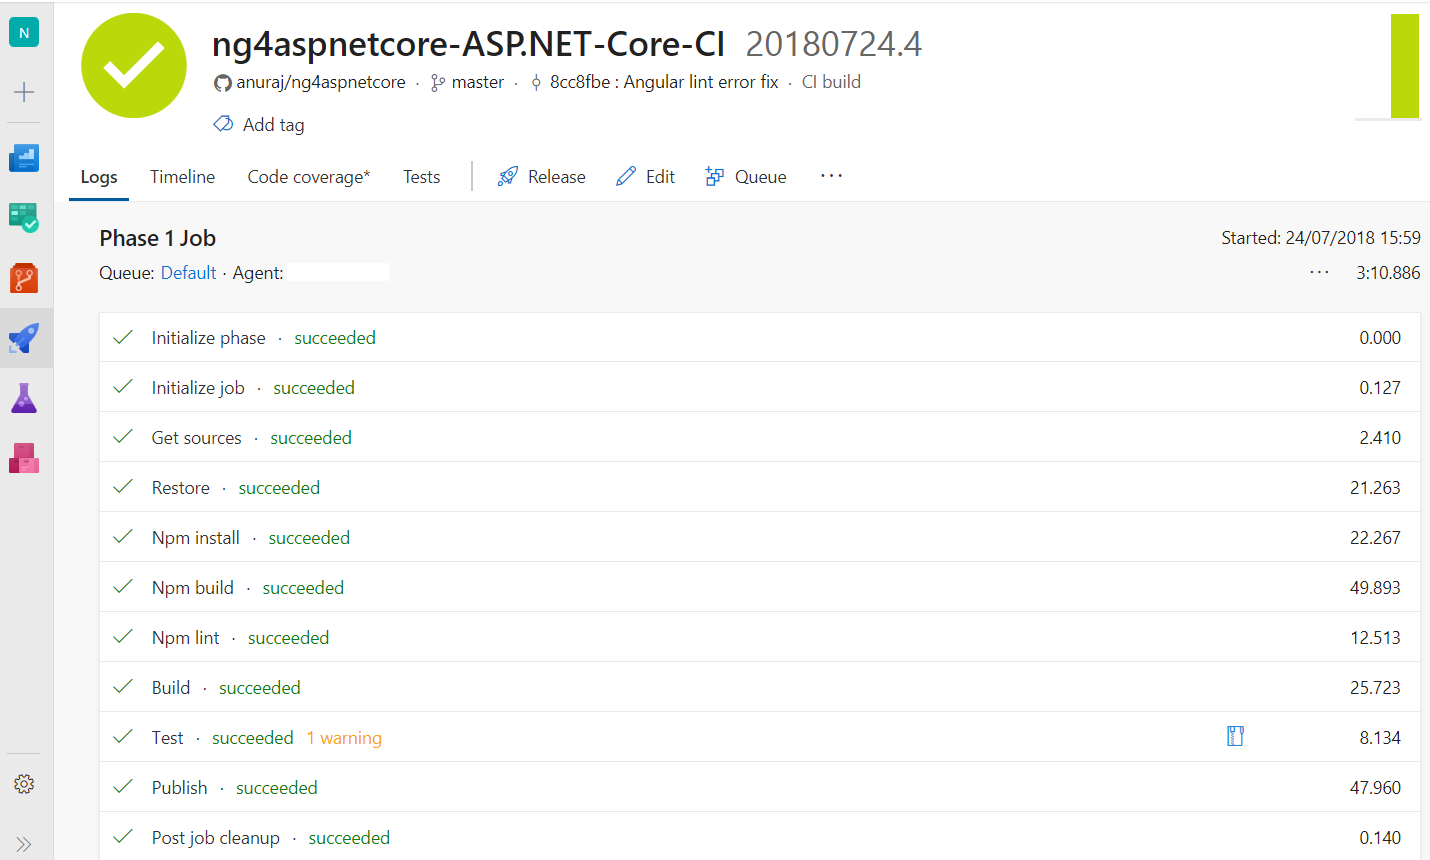 N
ng4aspnetcore-ASP.NET-Core-CI 20180724.4
anuraj/ng4aspnetcore · master · 8cc8fbe : Angular lint error fix · CI build
Add tag
Logs Timeline Code coverage* Tests Release Edit Queue ···
Phase 1 Job Started: 24/07/2018 15:59
Queue: Default · Agent: ··· 3:10.886
Initialize phase · succeeded 0.000
Initialize job · succeeded 0.127
Get sources · succeeded 2.410
Restore · succeeded 21.263
Npm install · succeeded 22.267
Npm build · succeeded 49.893
Npm lint · succeeded 12.513
Build · succeeded 25.723
Test · succeeded 1 warning 8.134
Publish · succeeded 47.960
Post job cleanup · succeeded 0.140